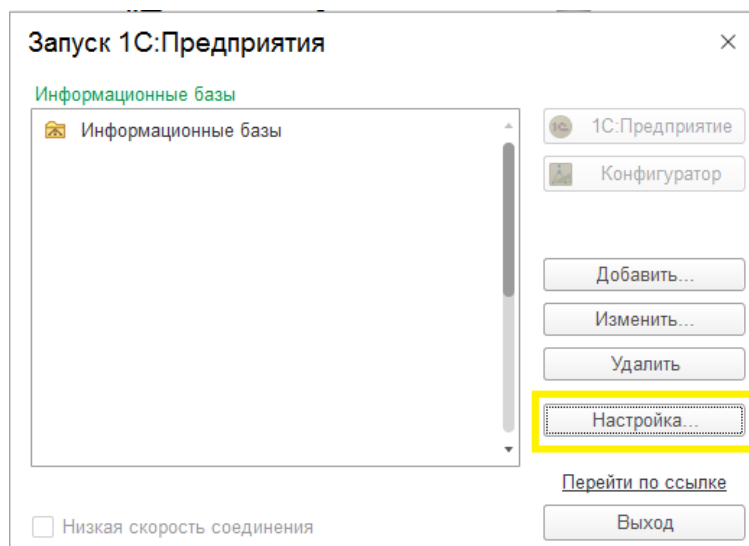 Запуск 1С:Предприятия
Информационные базы
Информационные базы
1С:Предприятие
Конфигуратор
Добавить...
Изменить...
Удалить
Настройка...
Перейти по ссылке
Низкая скорость соединения
Выход